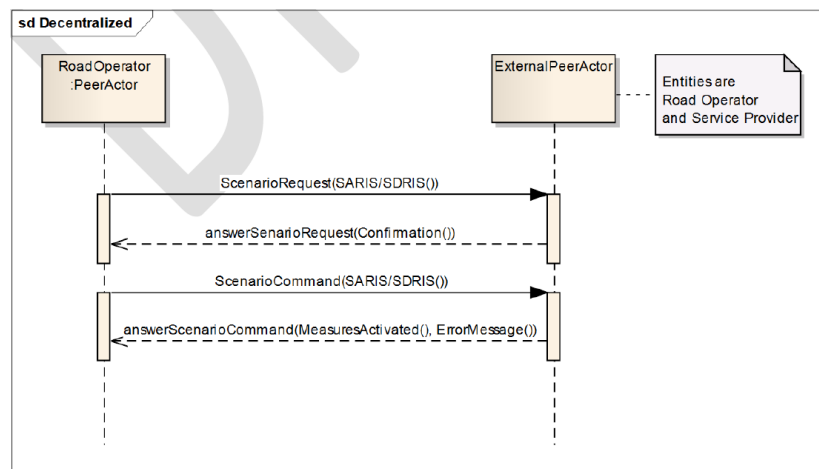 sd Decentralized
RoadOperator
:PeerActor
ExternalPeerActor
Entities are
Road Operator
and Service Provider
ScenarioRequest(SARIS/SDRIS())
answerSenarioRequest(Confirmation())
ScenarioCommand(SARIS/SDRIS())
answerScenarioCommand(MeasuresActivated(), ErrorMessage())